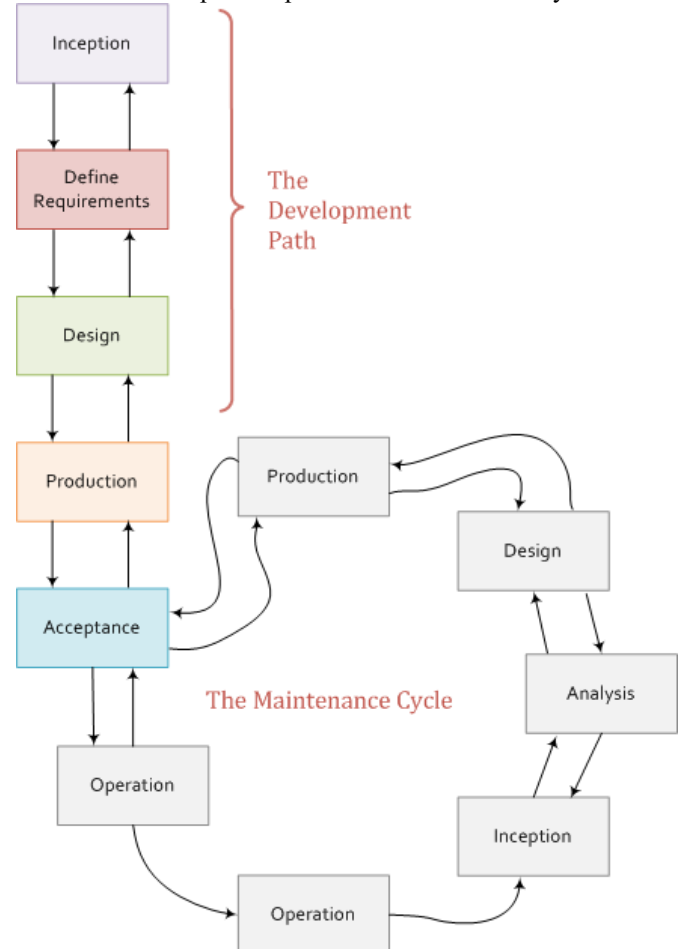 Inception
Define
Requirements
The
Development
Path
Design
Production
Production
Design
Acceptance
Analysis
The Maintenance Cycle
Operation
Inception
Operation